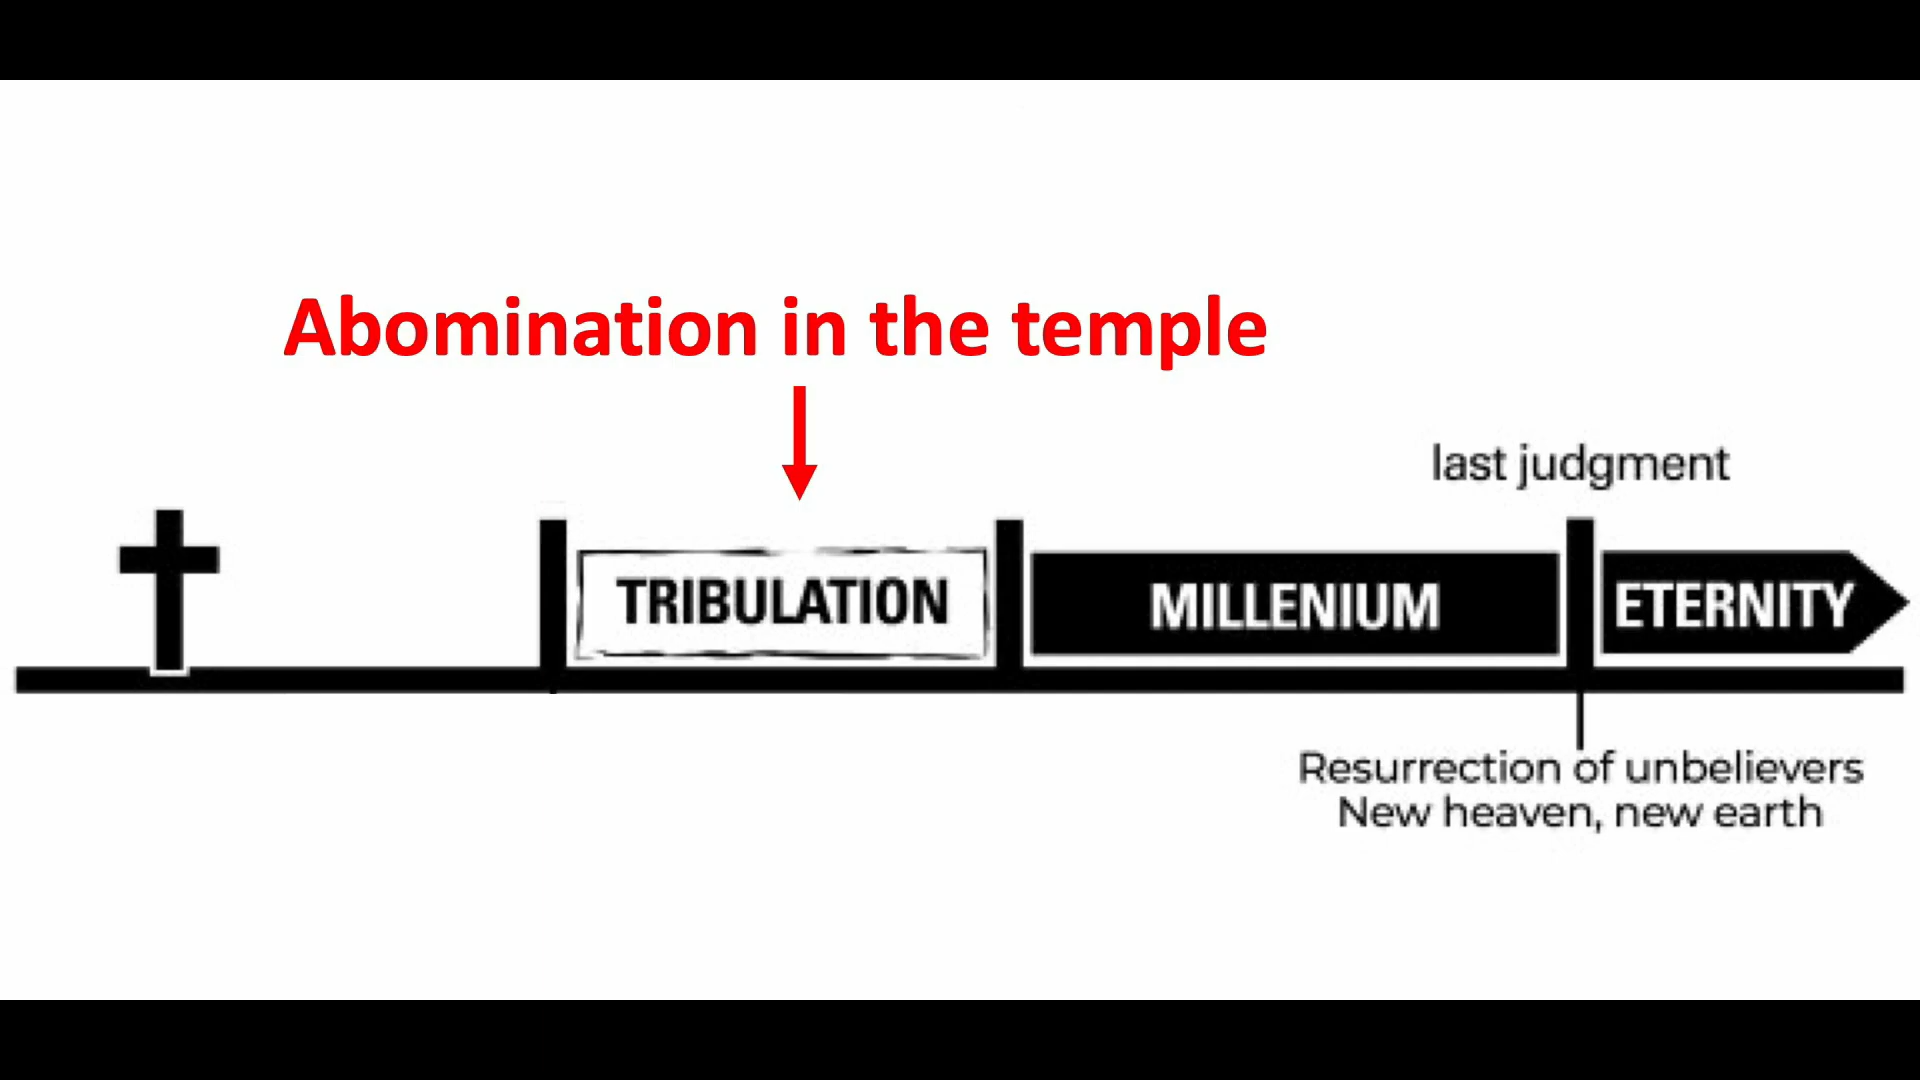 Abomination in the temple
last judgment
TRIBULATION
MILLENIUM
ETERNITY
Resurrection of unbelievers
New heaven, new earth